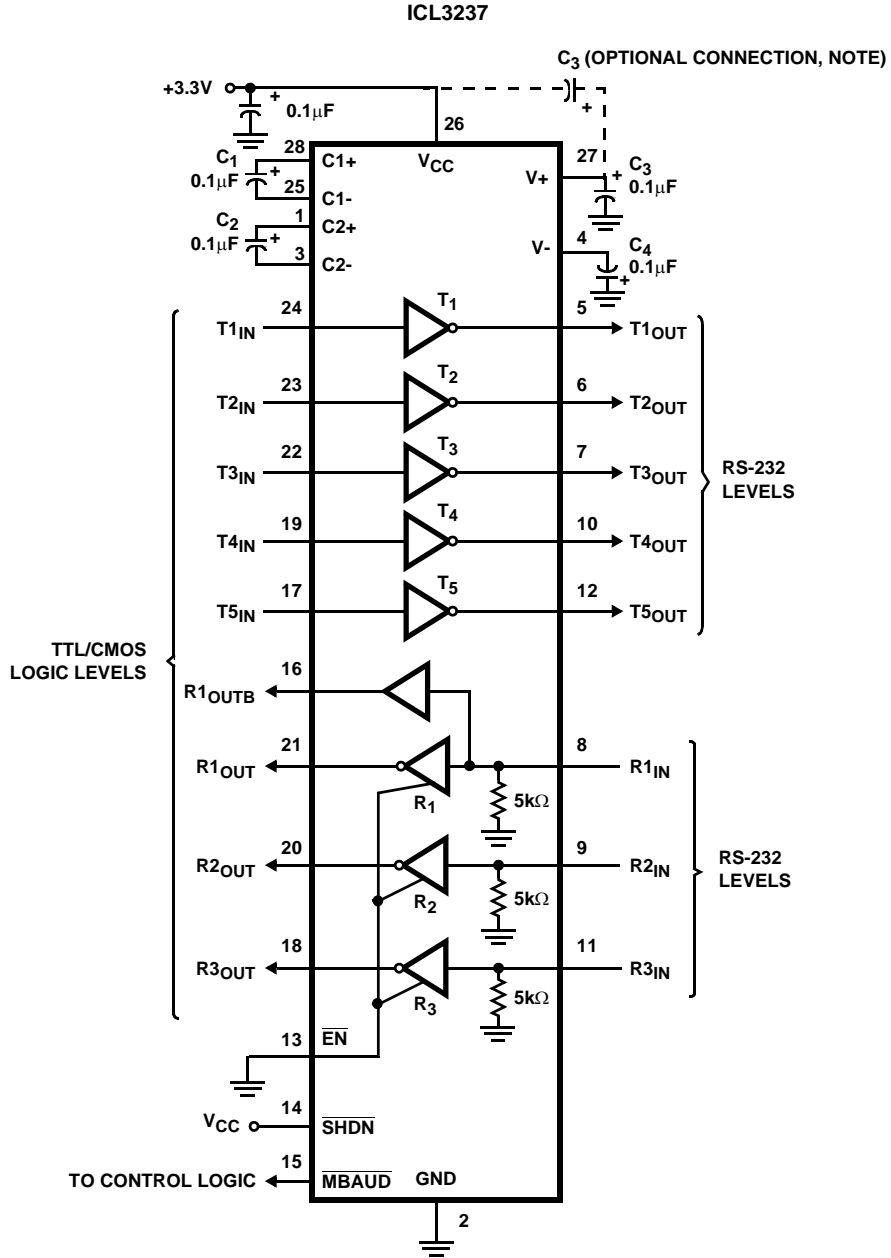 ICL3237
C3 (OPTIONAL CONNECTION, NOTE)
+3.3V
+
0.1μF
+
26
28
C1+
VCC
27
C1
0.1μF
+
25
C1-
V+
+
C3
0.1μF
1
C2+
C2
0.1μF
+
3
C2-
V-
4
C4
0.1μF
+
24
T1
5
T1IN
T1OUT
23
T2
6
T2IN
T2OUT
22
T3
7
T3IN
T3OUT
RS-232
LEVELS
19
T4
10
T4IN
T4OUT
17
T5
12
T5IN
T5OUT
TTL/CMOS
LOGIC LEVELS
16
R1OUTB
21
8
R1OUT
R1IN
R1
5kΩ
20
9
R2OUT
R2IN
RS-232
LEVELS
R2
5kΩ
18
11
R3OUT
R3IN
R3
5kΩ
13
EN
14
VCC
SHDN
15
TO CONTROL LOGIC
MBAUD
GND
2